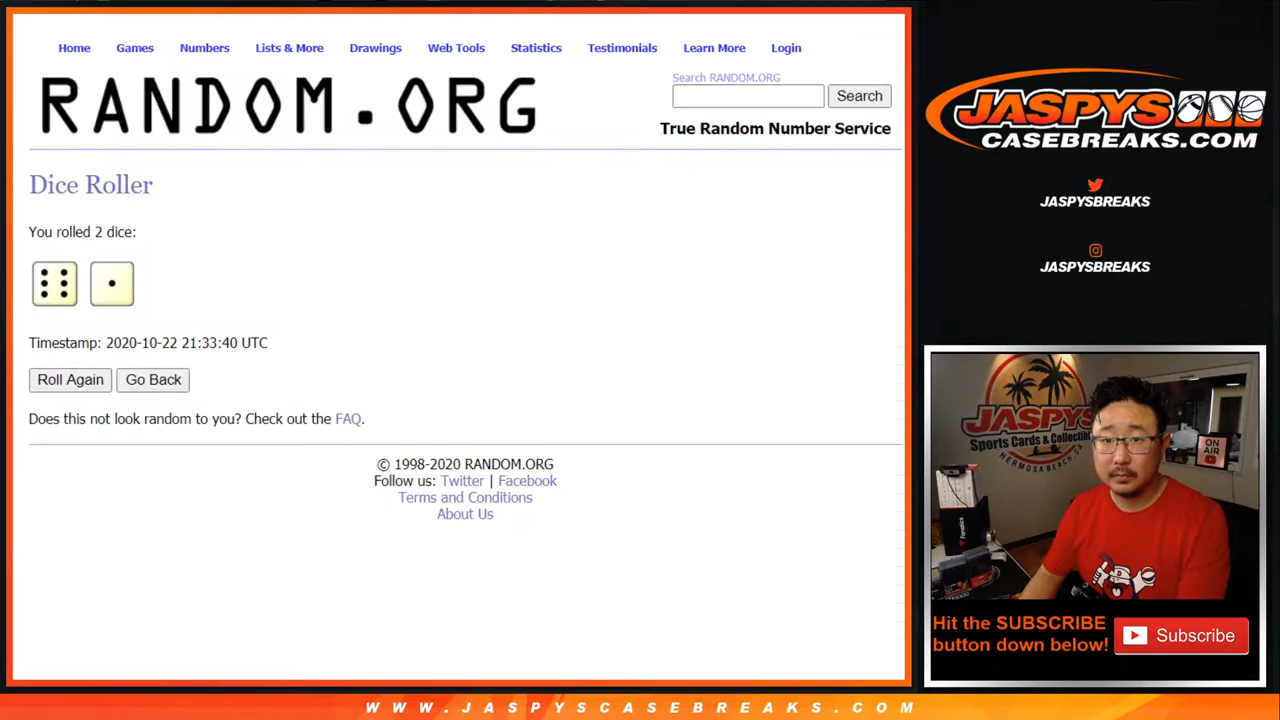 Home Games Numbers Lists & More Drawings Web Tools Statistics Testimonials Learn More Login
RANDOM.ORG
Search RANDOM.ORG
Search
True Random Number Service
Dice Roller
You rolled 2 dice:
Timestamp: 2020-10-22 21:33:40 UTC
Roll Again Go Back
Does this not look random to you? Check out the FAQ.
© 1998-2020 RANDOM.ORG
Follow us: Twitter | Facebook
Terms and Conditions
About Us
JASPYS
CASEBREAKS.COM
JASPYSBREAKS
JASPYSBREAKS
JASPYS
Sports Cards & Collectibles
HERMOSA BEACH, CA
ON
AIR
Fanatics
Hit the SUBSCRIBE
button down below!
Subscribe
WWW.JASPYSCASEBREAKS.COM